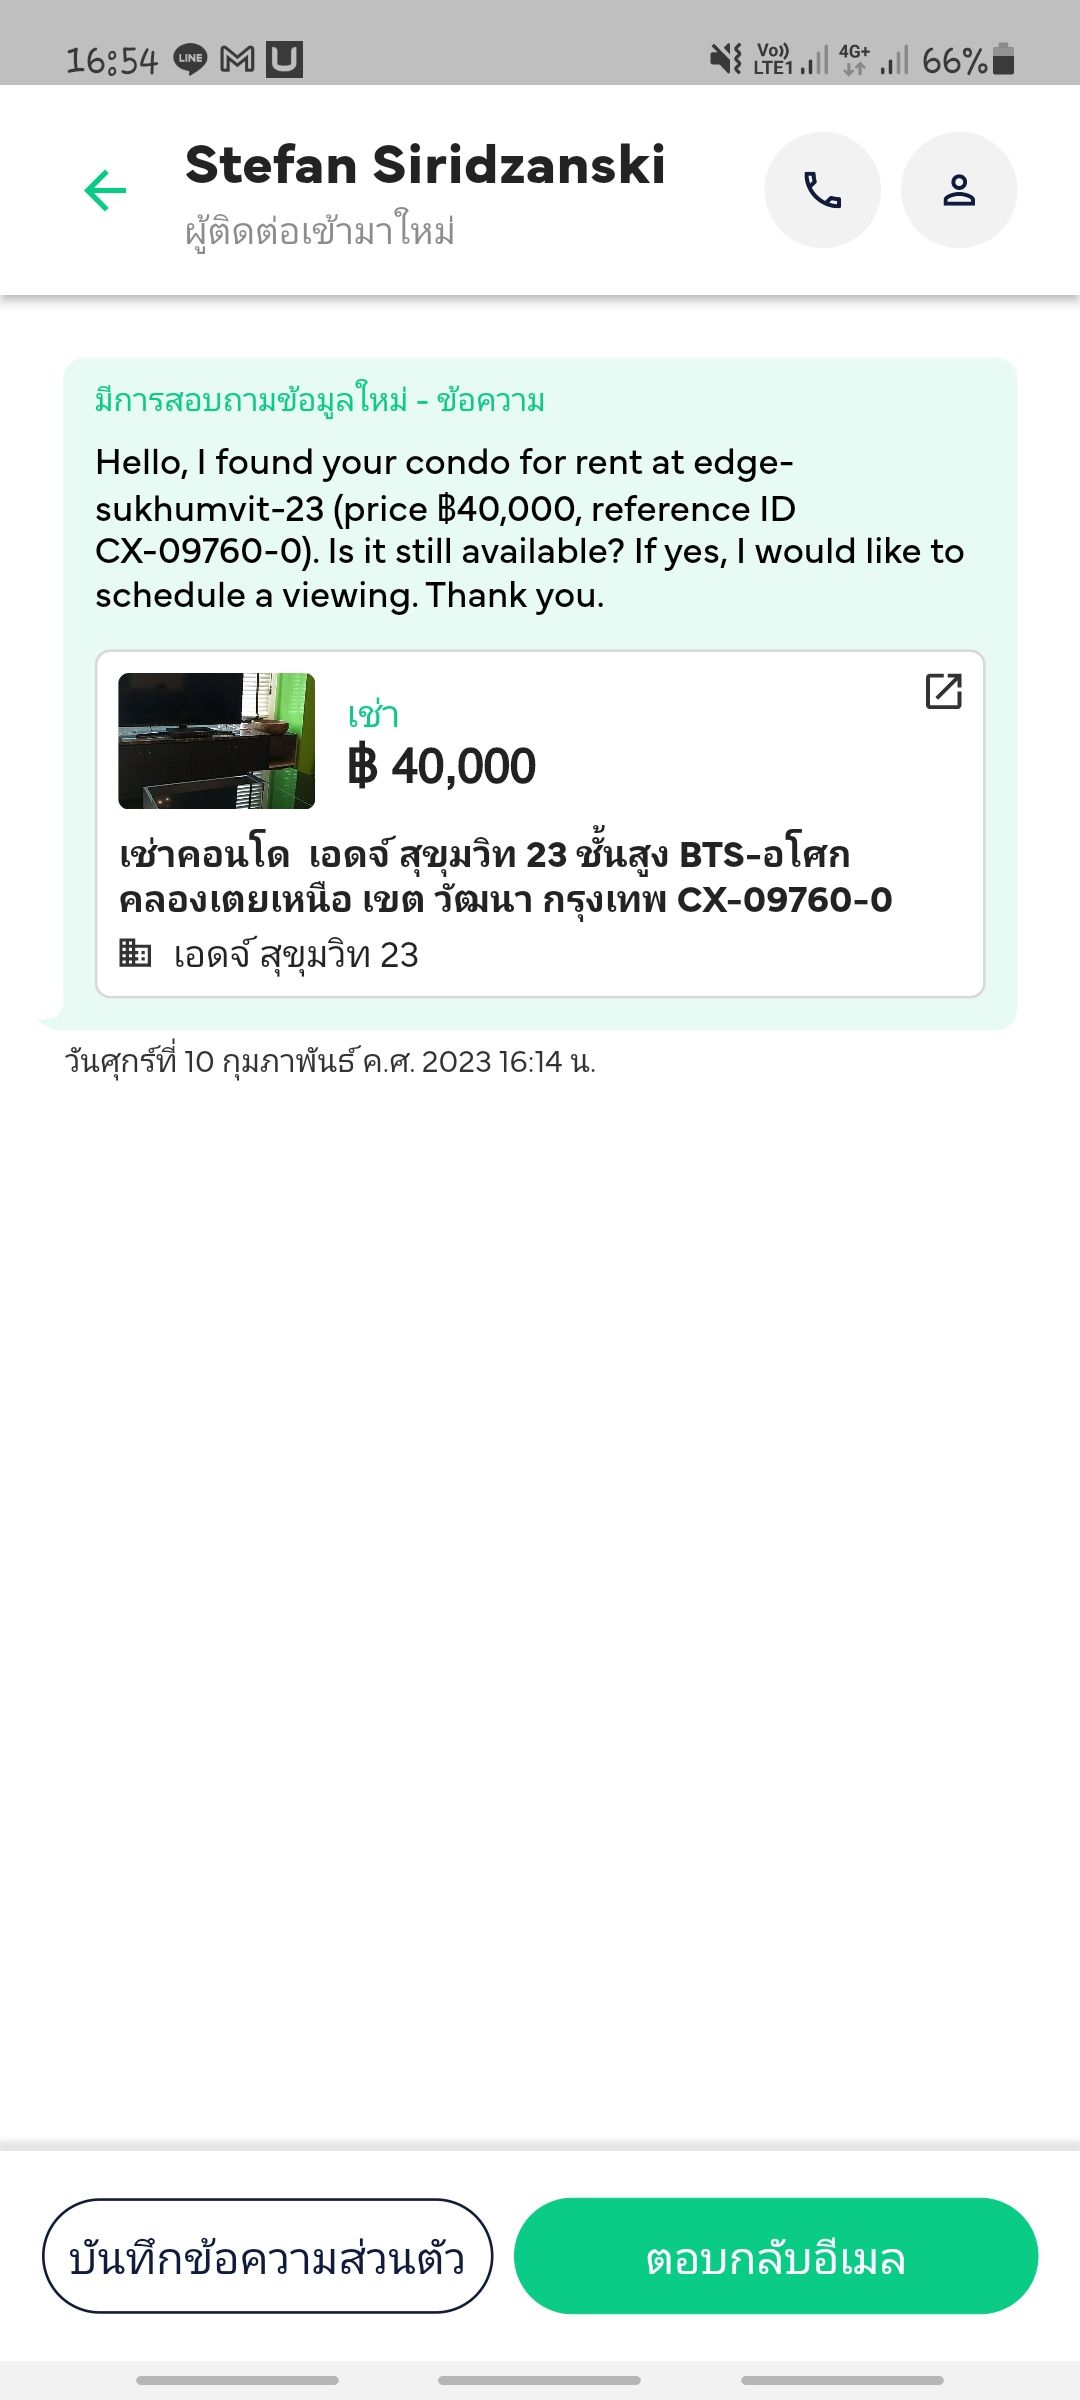 16:54 LINE M U Vo)) LTE1 4G+ 66%
Stefan Siridzanski
ผู้ติดต่อเข้ามาใหม่
มีการสอบถามข้อมูลใหม่ - ข้อความ
Hello, I found your condo for rent at edge-
sukhumvit-23 (price ฿40,000, reference ID
CX-09760-0). Is it still available? If yes, I would like to
schedule a viewing. Thank you.
เช่า
฿ 40,000
เช่าคอนโด เอดจ์ สุขุมวิท 23 ชั้นสูง BTS-อโศก
คลองเตยเหนือ เขต วัฒนา กรุงเทพ CX-09760-0
เอดจ์ สุขุมวิท 23
วันศุกร์ที่ 10 กุมภาพันธ์ ค.ศ. 2023 16:14 น.
บันทึกข้อความส่วนตัว
ตอบกลับอีเมล